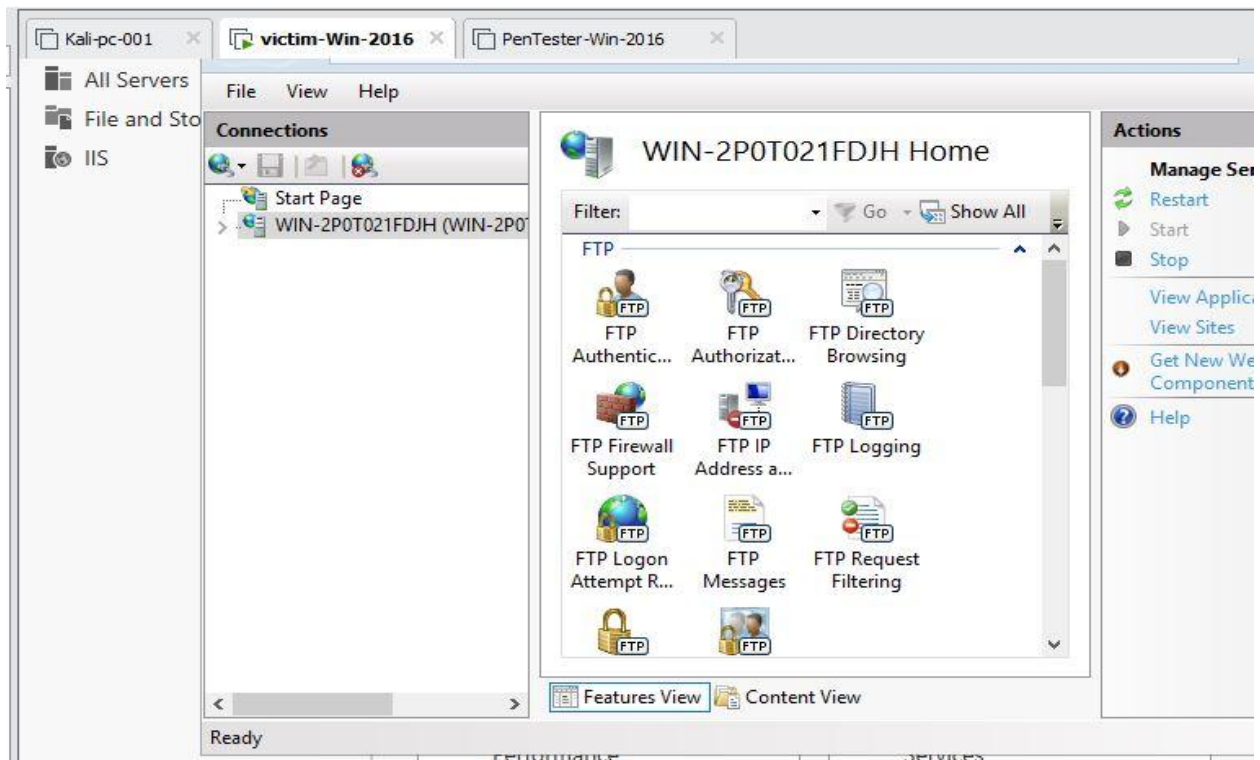 Kali-pc-001
victim-Win-2016
PenTester-Win-2016
All Servers
File and Sto
IIS
File View Help
Connections
Start Page
WIN-2P0T021FDJH (WIN-2P0
WIN-2P0T021FDJH Home
Filter:
Go
Show All
FTP
FTP
FTP
FTP
FTP
Authentic...
FTP
Authorizat...
FTP Directory
Browsing
FTP
FTP
FTP
FTP Firewall
Support
FTP IP
Address a...
FTP Logging
FTP
FTP
FTP
FTP Logon
Attempt R...
FTP
Messages
FTP Request
Filtering
FTP
FTP
Features View
Content View
Actions
Manage Ser
Restart
Start
Stop
View Applica
View Sites
Get New We
Component
Help
Ready